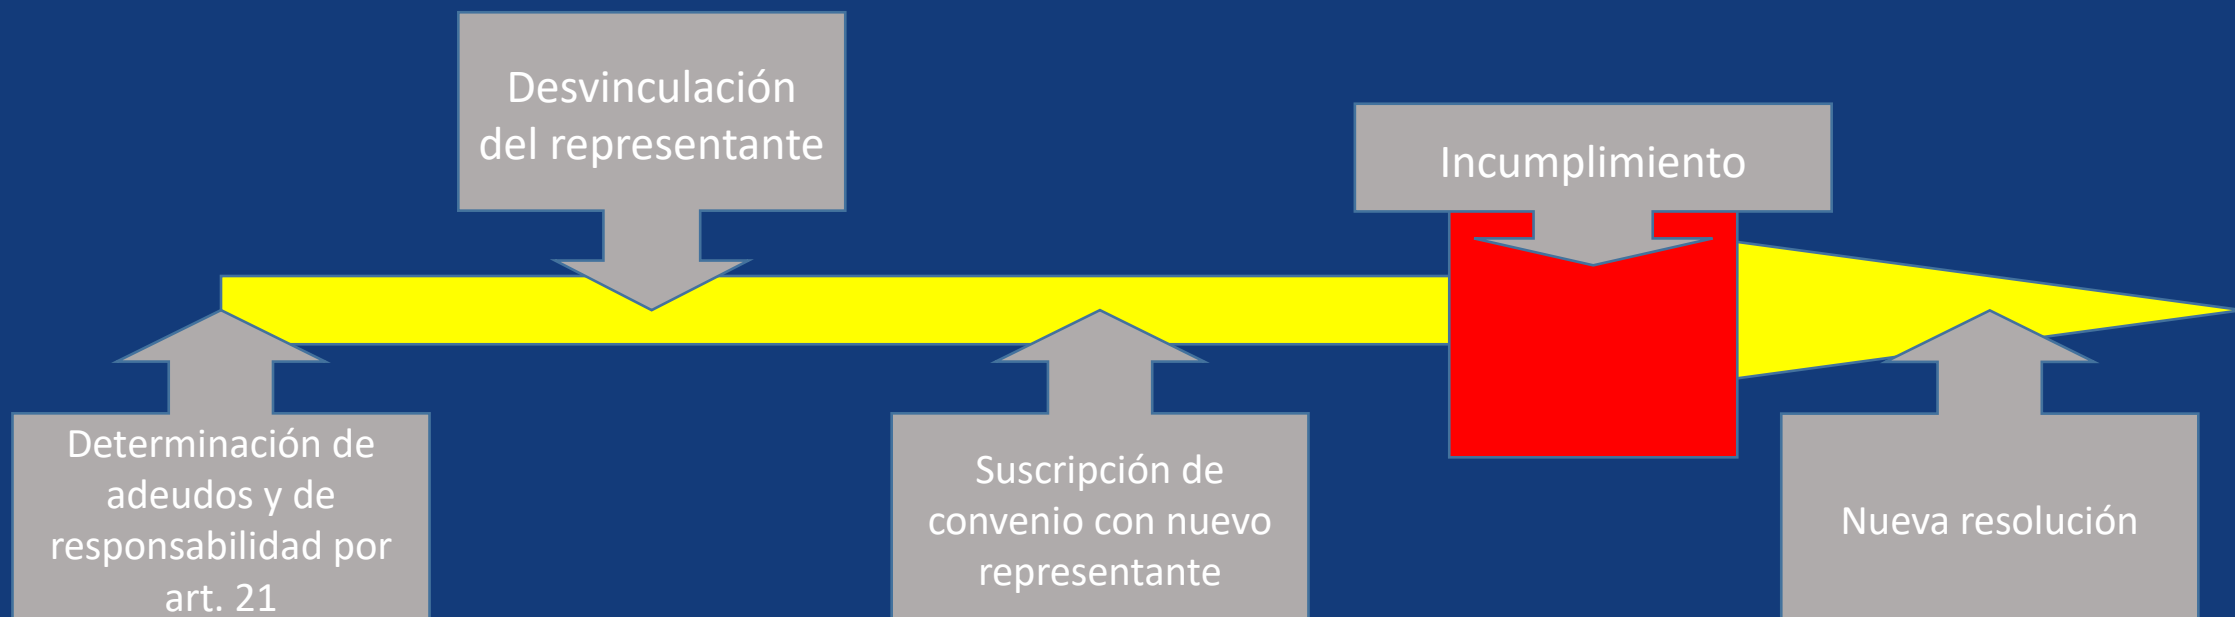 Desvinculación
del representante
Incumplimiento
Determinación de
adeudos y de
responsabilidad por
art. 21
Suscripción de
convenio con nuevo
representante
Nueva resolución